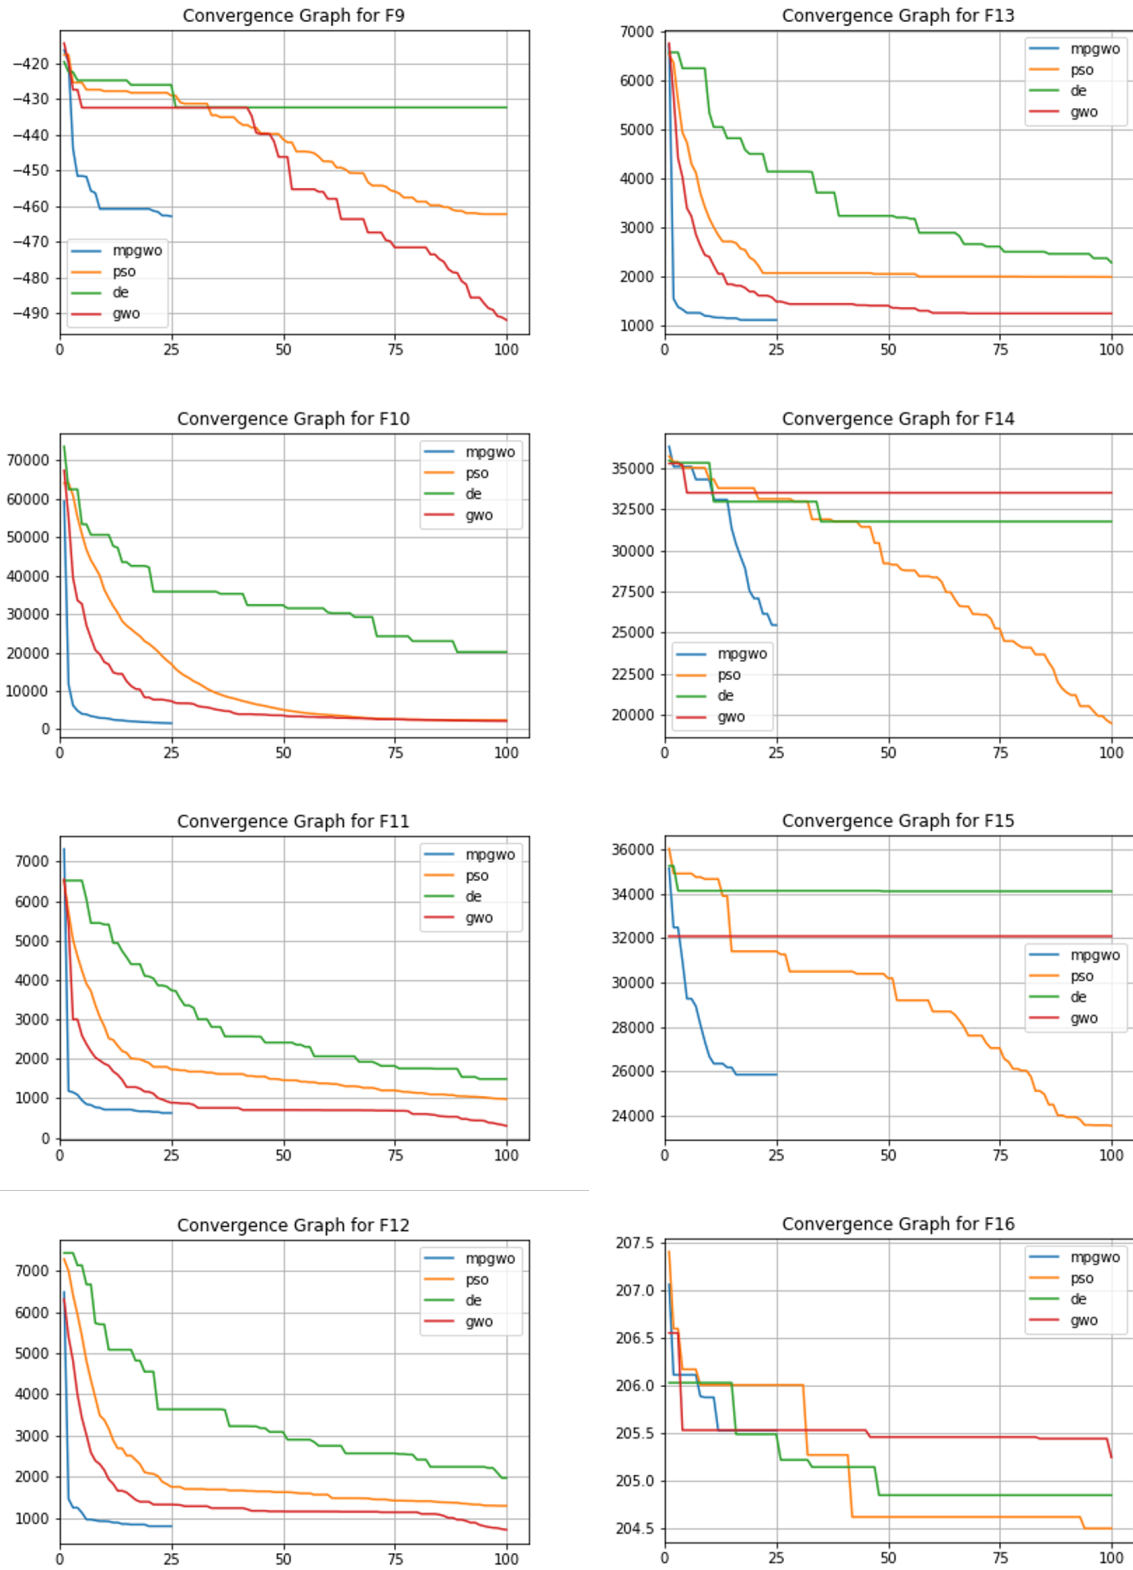 Convergence Graph for F9
−420
−430
−440
−450
−460
−470
−480
−490
mpgwo
pso
de
gwo
0 25 50 75 100
Convergence Graph for F13
7000
6000
5000
4000
3000
2000
1000
mpgwo
pso
de
gwo
0 25 50 75 100
Convergence Graph for F10
70000
60000
50000
40000
30000
20000
10000
0
mpgwo
pso
de
gwo
0 25 50 75 100
Convergence Graph for F14
35000
32500
30000
27500
25000
22500
20000
mpgwo
pso
de
gwo
0 25 50 75 100
Convergence Graph for F11
7000
6000
5000
4000
3000
2000
1000
0
mpgwo
pso
de
gwo
0 25 50 75 100
Convergence Graph for F15
36000
34000
32000
30000
28000
26000
24000
mpgwo
pso
de
gwo
0 25 50 75 100
Convergence Graph for F12
7000
6000
5000
4000
3000
2000
1000
mpgwo
pso
de
gwo
0 25 50 75 100
Convergence Graph for F16
207.5
207.0
206.5
206.0
205.5
205.0
204.5
mpgwo
pso
de
gwo
0 25 50 75 100